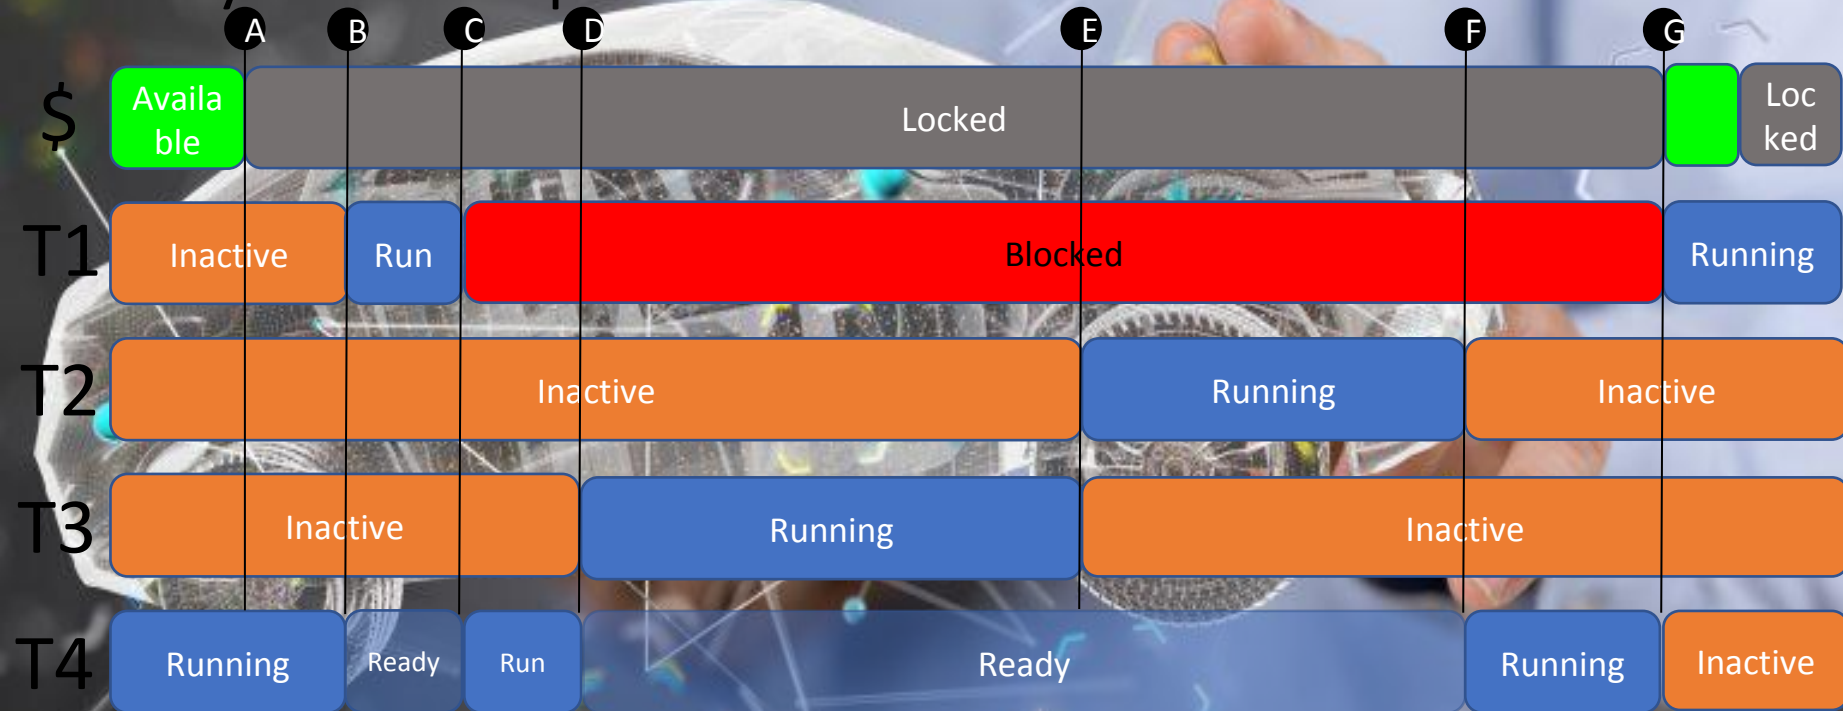 A B C D E F G
$ Availa
ble Locked Loc
ked
T1 Inactive Run Blocked Running
T2 Inactive Running Inactive
T3 Inactive Running Inactive
T4 Running Ready Run Ready Running Inactive